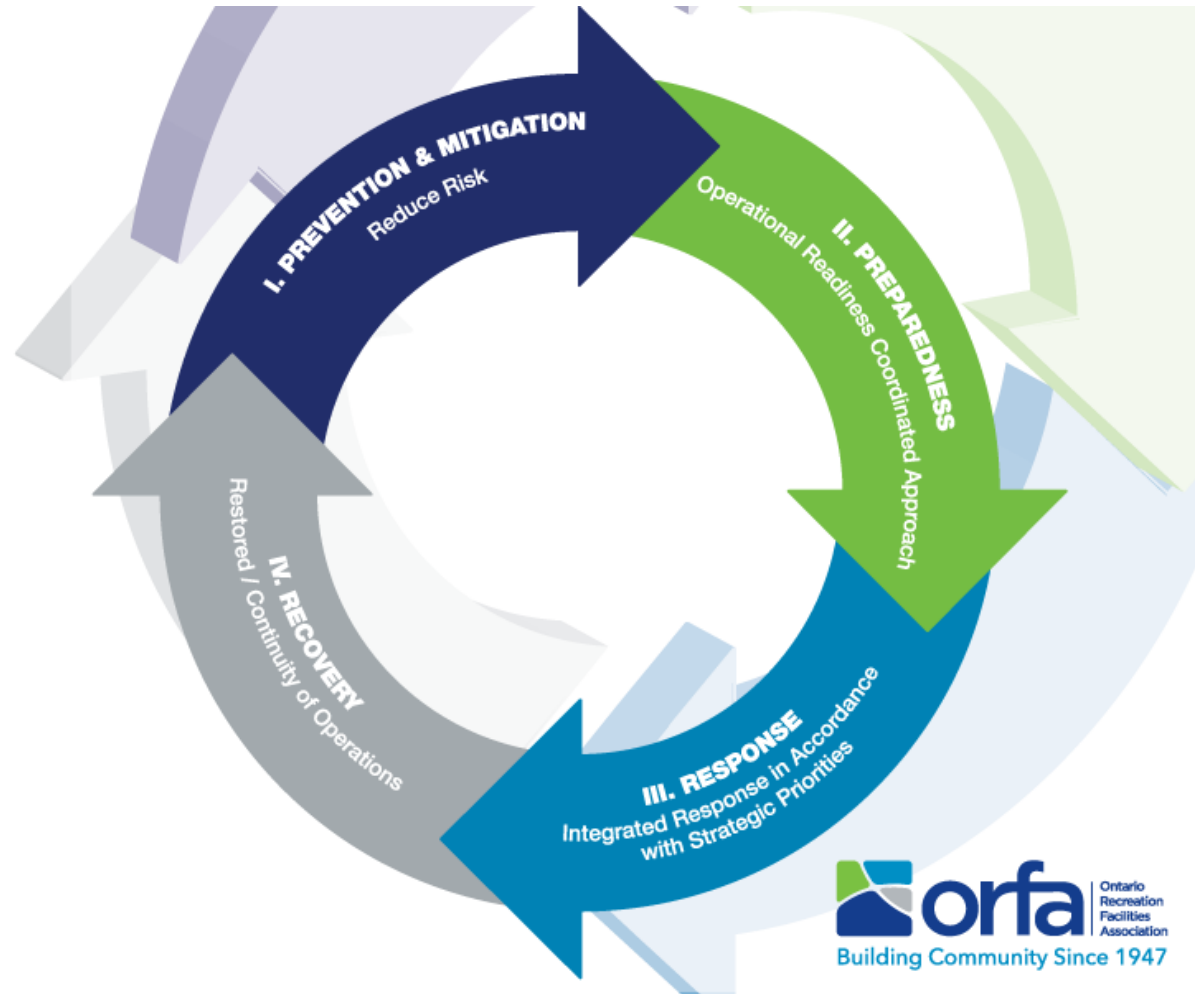 I. PREVENTION & MITIGATION
Reduce Risk
II. PREPAREDNESS
Operational Readiness Coordinated Approach
III. RESPONSE
Integrated Response in Accordance
with Strategic Priorities
IV. RECOVERY
Restored / Continuity of Operations
orfa
Ontario
Recreation
Facilities
Association
Building Community Since 1947